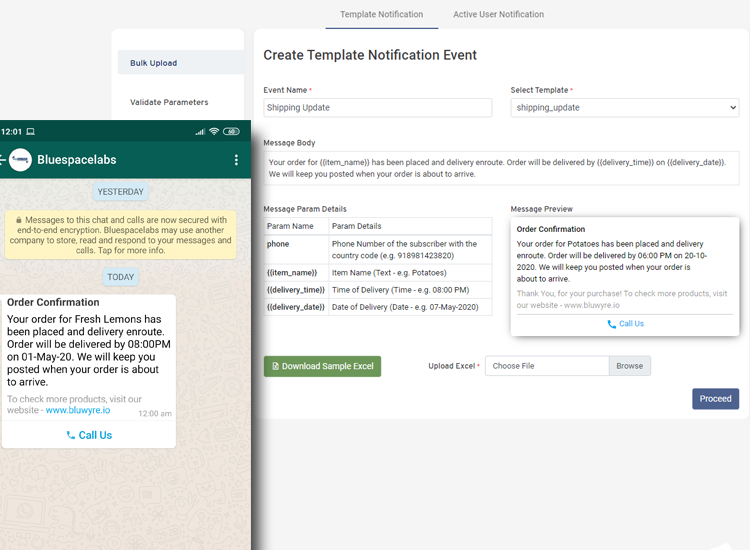 Template Notification
Active User Notification
Bulk Upload
Validate Parameters
Create Template Notification Event
Event Name *
Select Template *
Shipping Update
shipping_update
Message Body
Your order for {{item_name}} has been placed and delivery enroute. Order will be delivered by {{delivery_time}} on {{delivery_date}}.
We will keep you posted when your order is about to arrive.
Message Param Details
Param Name
Param Details
phone
Phone Number of the subscriber with the
country code (e.g. 918981423820)
{{item_name}}
Item Name (Text - e.g. Potatoes)
{{delivery_time}}
Time of Delivery (Time - e.g. 08:00 PM)
{{delivery_date}}
Date of Delivery (Date - e.g. 07-May-2020)
Message Preview
Order Confirmation
Your order for Potatoes has been placed and delivery
enroute. Order will be delivered by 06:00 PM on 20-10-
2020. We will keep you posted when your order is
about to arrive.
Thank You, for your purchase! To check more products, visit
our website - www.bluwyre.io
Call Us
Download Sample Excel
Upload Excel *
Choose File
Browse
Proceed
12:01
60
Bluespacelabs
YESTERDAY
Messages to this chat and calls are now secured with
end-to-end encryption. Bluespacelabs may use another
company to store, read and respond to your messages and
calls. Tap for more info.
TODAY
Order Confirmation
Your order for Fresh Lemons has
been placed and delivery enroute.
Order will be delivered by 08:00PM
on 01-May-20. We will keep you
posted when your order is about
to arrive.
To check more products, visit our
website - www.bluwyre.io
12:00 am
Call Us